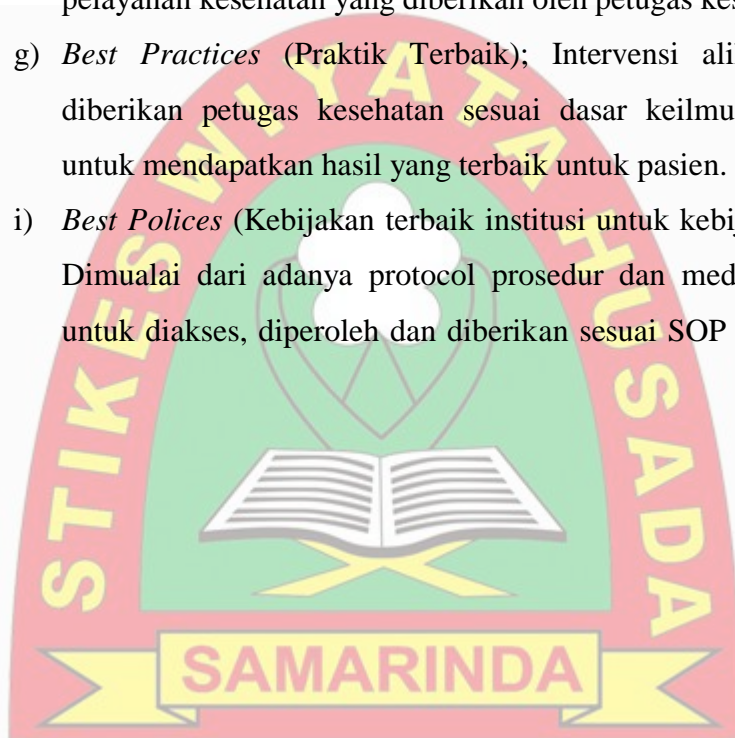 pelayanan kesehatan yang diberikan oleh petugas kes
g) Best Practices (Praktik Terbaik); Intervensi ali
diberikan petugas kesehatan sesuai dasar keilmu
untuk mendapatkan hasil yang terbaik untuk pasien.
i) Best Polices (Kebijakan terbaik institusi untuk kebij
Dimualai dari adanya protocol prosedur dan med
untuk diakses, diperoleh dan diberikan sesuai SOP
STIKES WIYATA HUSADA
SAMARINDA